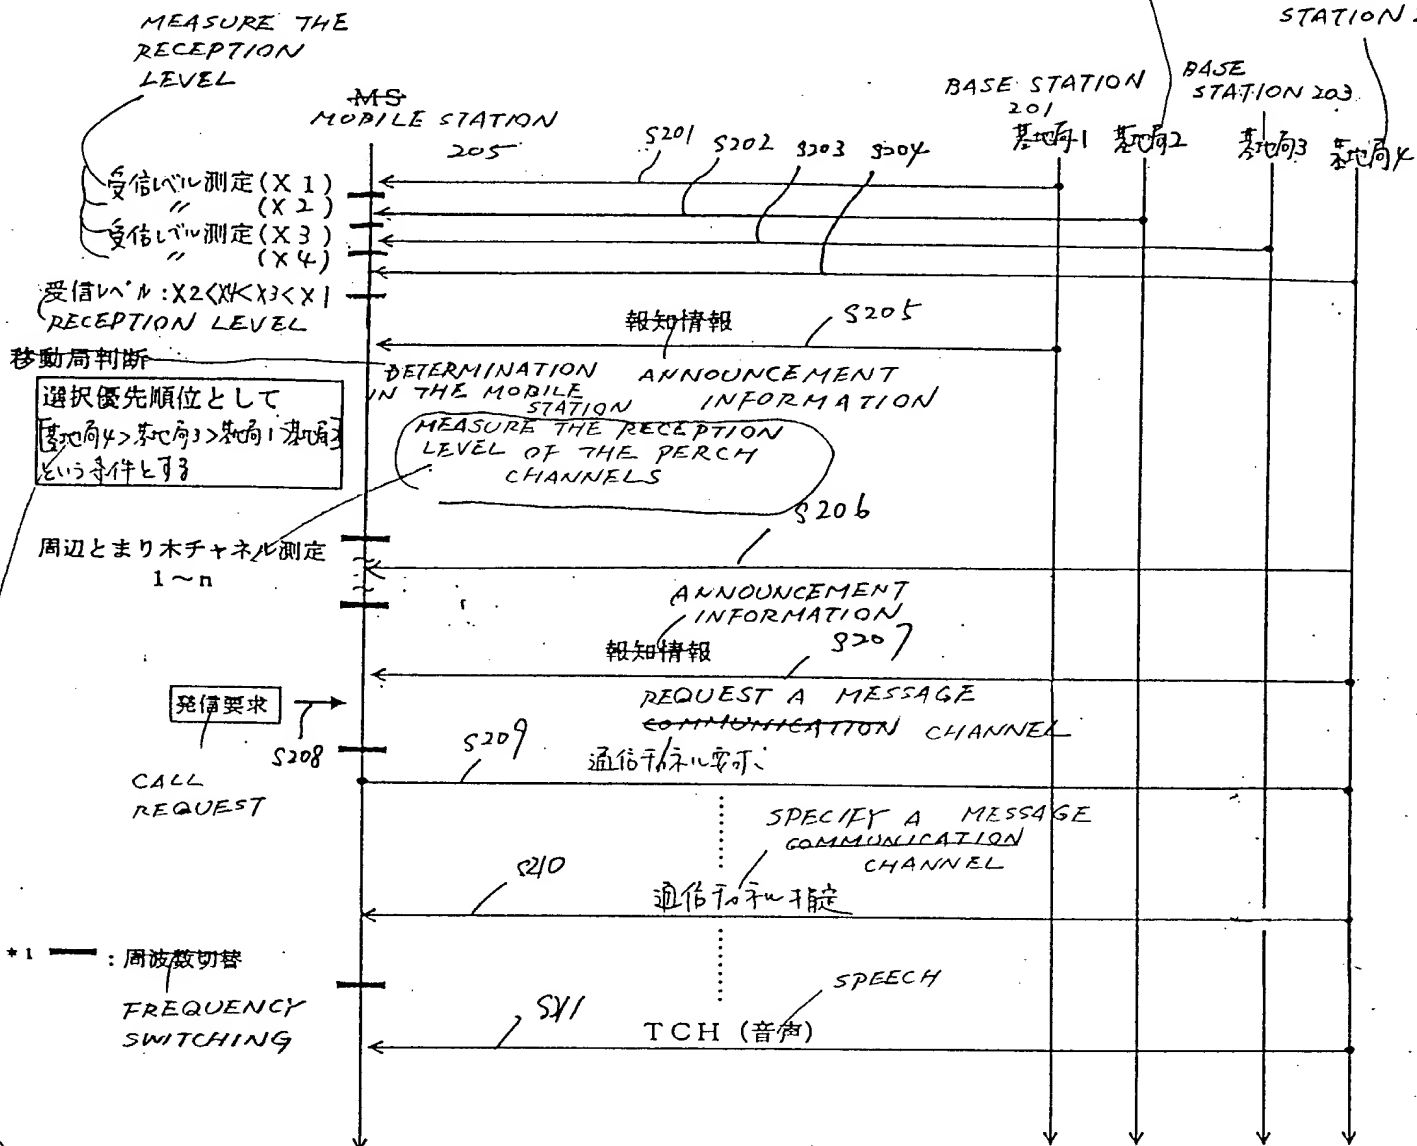 MEASURE THE
RECEPTION
LEVEL
STATION
MS
MOBILE STATION
205
BASE STATION
201
BASE
STATION 203
基地局1
基地局2
基地局3
基地局4
S201
S202
S203
S204
受信レベル測定(X1)
〃 (X2)
受信レベル測定(X3)
〃 (X4)
受信レベル:X2<X4<X3<X1
RECEPTION LEVEL
報知情報
S205
移動局判断
DETERMINATION
IN THE MOBILE
STATION
ANNOUNCEMENT
INFORMATION
選択優先順位として
基地局4>基地局3>基地局1>基地局2
という条件とする
MEASURE THE RECEPTION
LEVEL OF THE PERCH
CHANNELS
S206
周辺とまり木チャネル測定
1~n
ANNOUNCEMENT
INFORMATION
報知情報
S207
発信要求
S208
CALL
REQUEST
REQUEST A MESSAGE
COMMUNICATION CHANNEL
S209
通信チャネル要求
SPECIFY A MESSAGE
COMMUNICATION
CHANNEL
S210
通信チャネル指定
*1 : 周波数切替
FREQUENCY
SWITCHING
SPEECH
S211
TCH (音声)